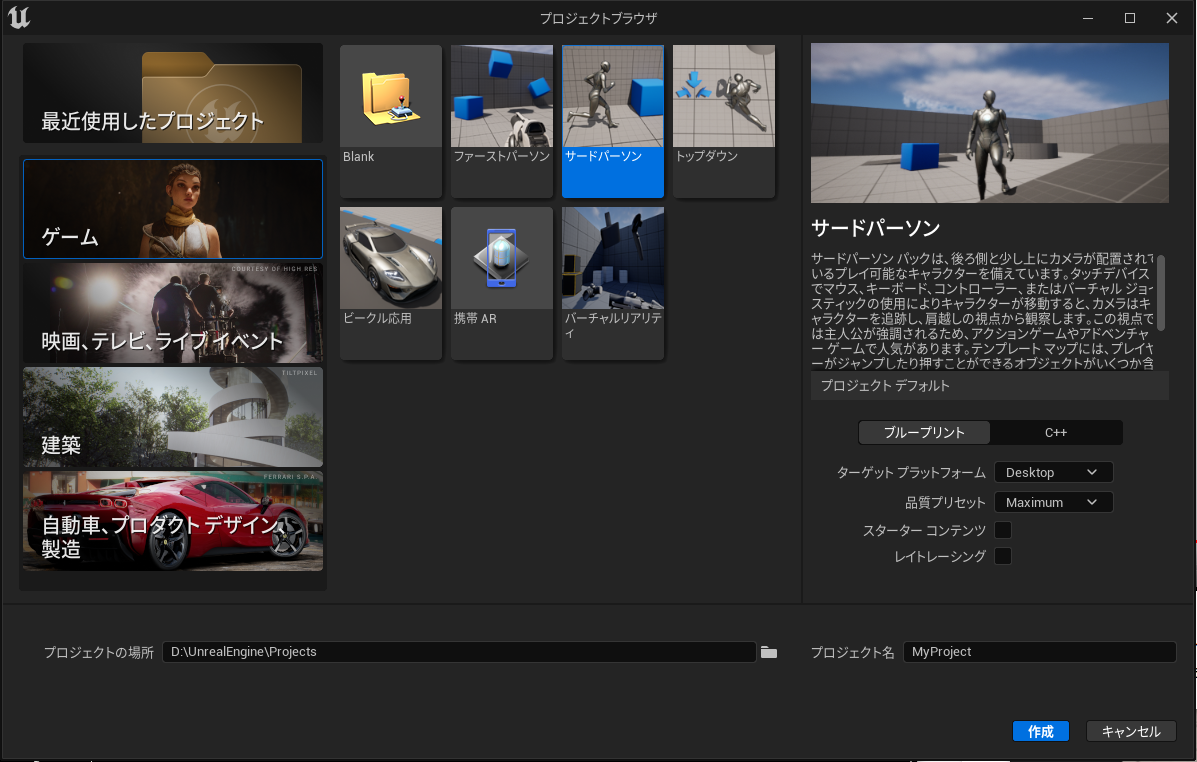 プロジェクトブラウザ
最近使用したプロジェクト
ゲーム
COURTESY OF HIGH RES
映画、テレビ、ライブ イベント
TILTPIXEL
建築
FERRARI S.P.A.
自動車、プロダクト デザイン、
製造
Blank
ファーストパーソン
サードパーソン
トップダウン
ビークル応用
携帯 AR
バーチャルリアリテ
ィ
サードパーソン
サードパーソン パックは、後ろ側と少し上にカメラが配置されて
いるプレイ可能なキャラクターを備えています。タッチデバイス
でマウス、キーボード、コントローラー、またはバーチャル ジョイ
スティックの使用によりキャラクターが移動すると、カメラはキ
ャラクターを追跡し、肩越しの視点から観察します。この視点で
は主人公が強調されるため、アクションゲームやアドベンチャ
ー ゲームで人気があります。テンプレート マップには、プレイヤ
ーがジャンプしたり押すことができるオブジェクトがいくつか含
プロジェクト デフォルト
ブループリント
C++
ターゲット プラットフォーム
Desktop
品質プリセット
Maximum
スターター コンテンツ
レイトレーシング
プロジェクトの場所
D:\UnrealEngine\Projects
プロジェクト名
MyProject
作成
キャンセル